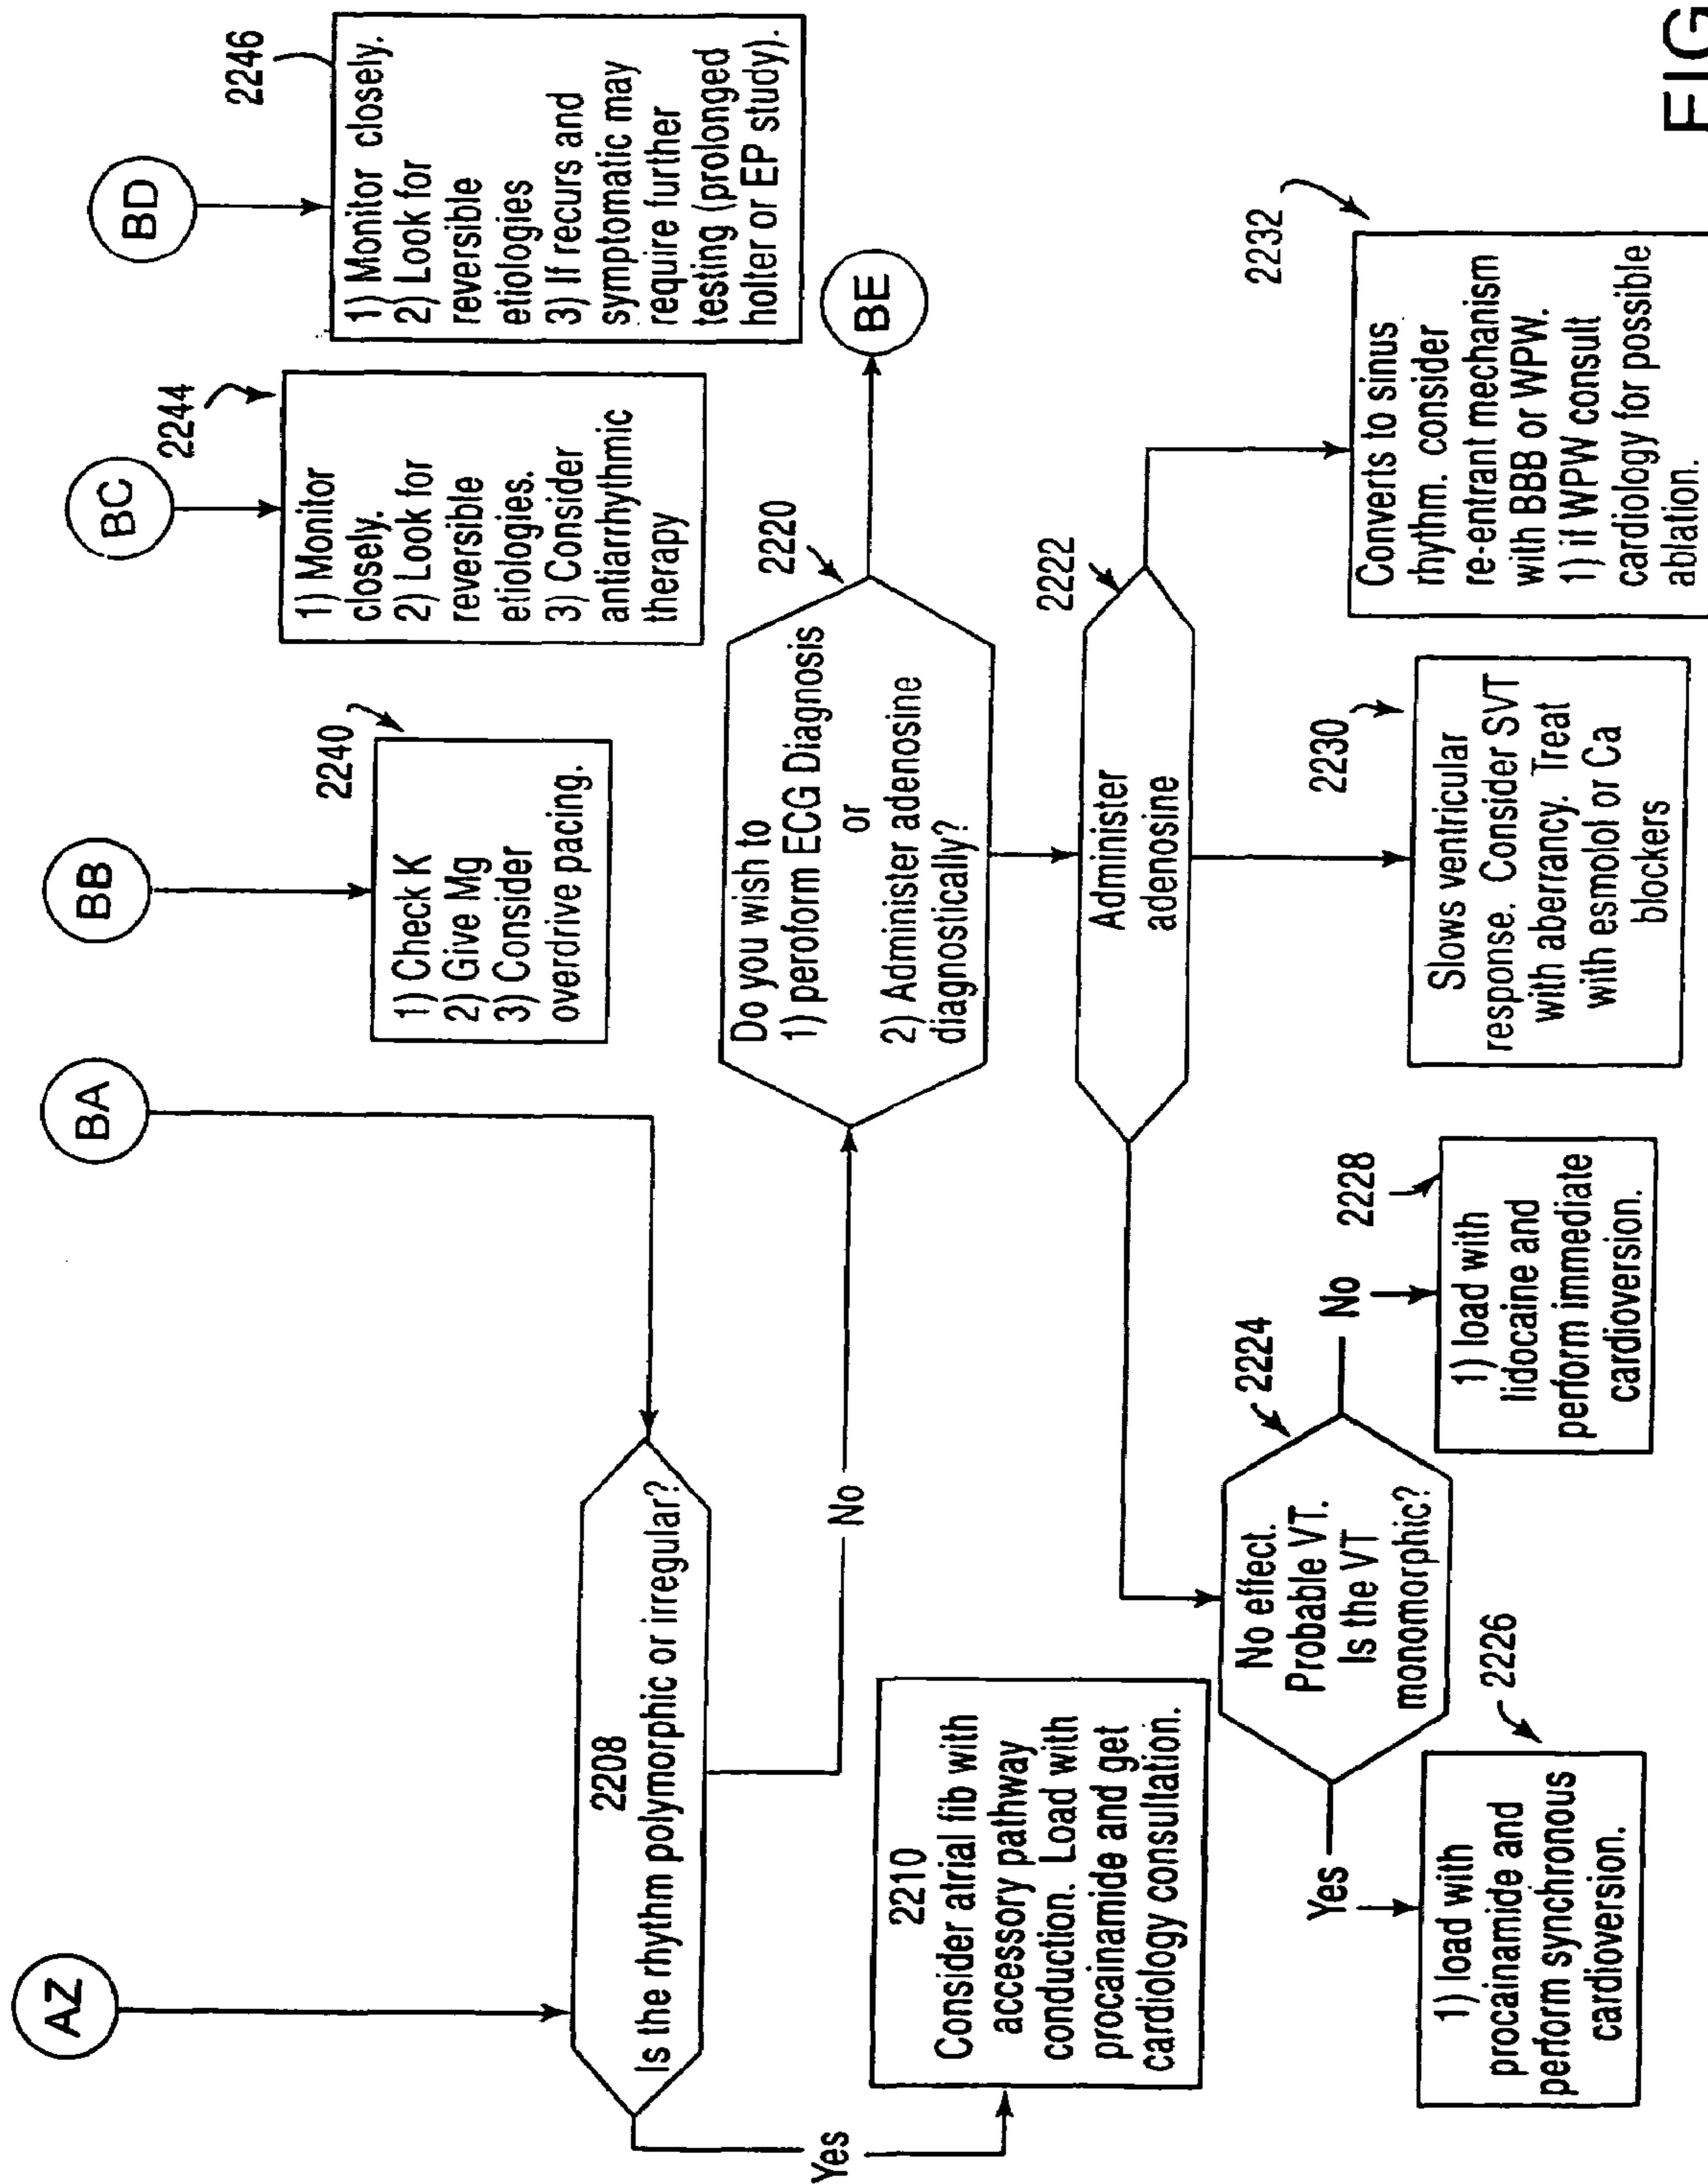 AZ
BA
BB
BC
BD
2208
Is the rhythm polymorphic or irregular?
2240
1) Check K
2) Give Mg
3) Consider
overdrive pacing.
2244
1) Monitor
closely.
2) Look for
reversible
etiologies.
3) Consider
antiarrhythmic
therapy
2246
1) Monitor closely.
2) Look for
reversible
etiologies
3) If recurs and
symptomatic may
require further
testing (prolonged
holter or EP study).
Yes
No
2210
Consider atrial fib with
accessory pathway
conduction. Load with
procainamide and get
cardiology consultation.
2220
Do you wish to
1) peroform ECG Diagnosis
or
2) Administer adenosine
diagnostically?
BE
2222
Administer
adenosine
2224
No effect.
Probable VT.
Is the VT
monomorphic?
Yes
No
2226
1) load with
procainamide and
perform synchronous
cardioversion.
2228
1) load with
lidocaine and
perform immediate
cardioversion.
2230
Slows ventricular
response. Consider SVT
with aberrancy. Treat
with esmolol or Ca
blockers
2232
Converts to sinus
rhythm. consider
re-entrant mechanism
with BBB or WPW.
1) if WPW consult
cardiology for possible
ablation.
FIG